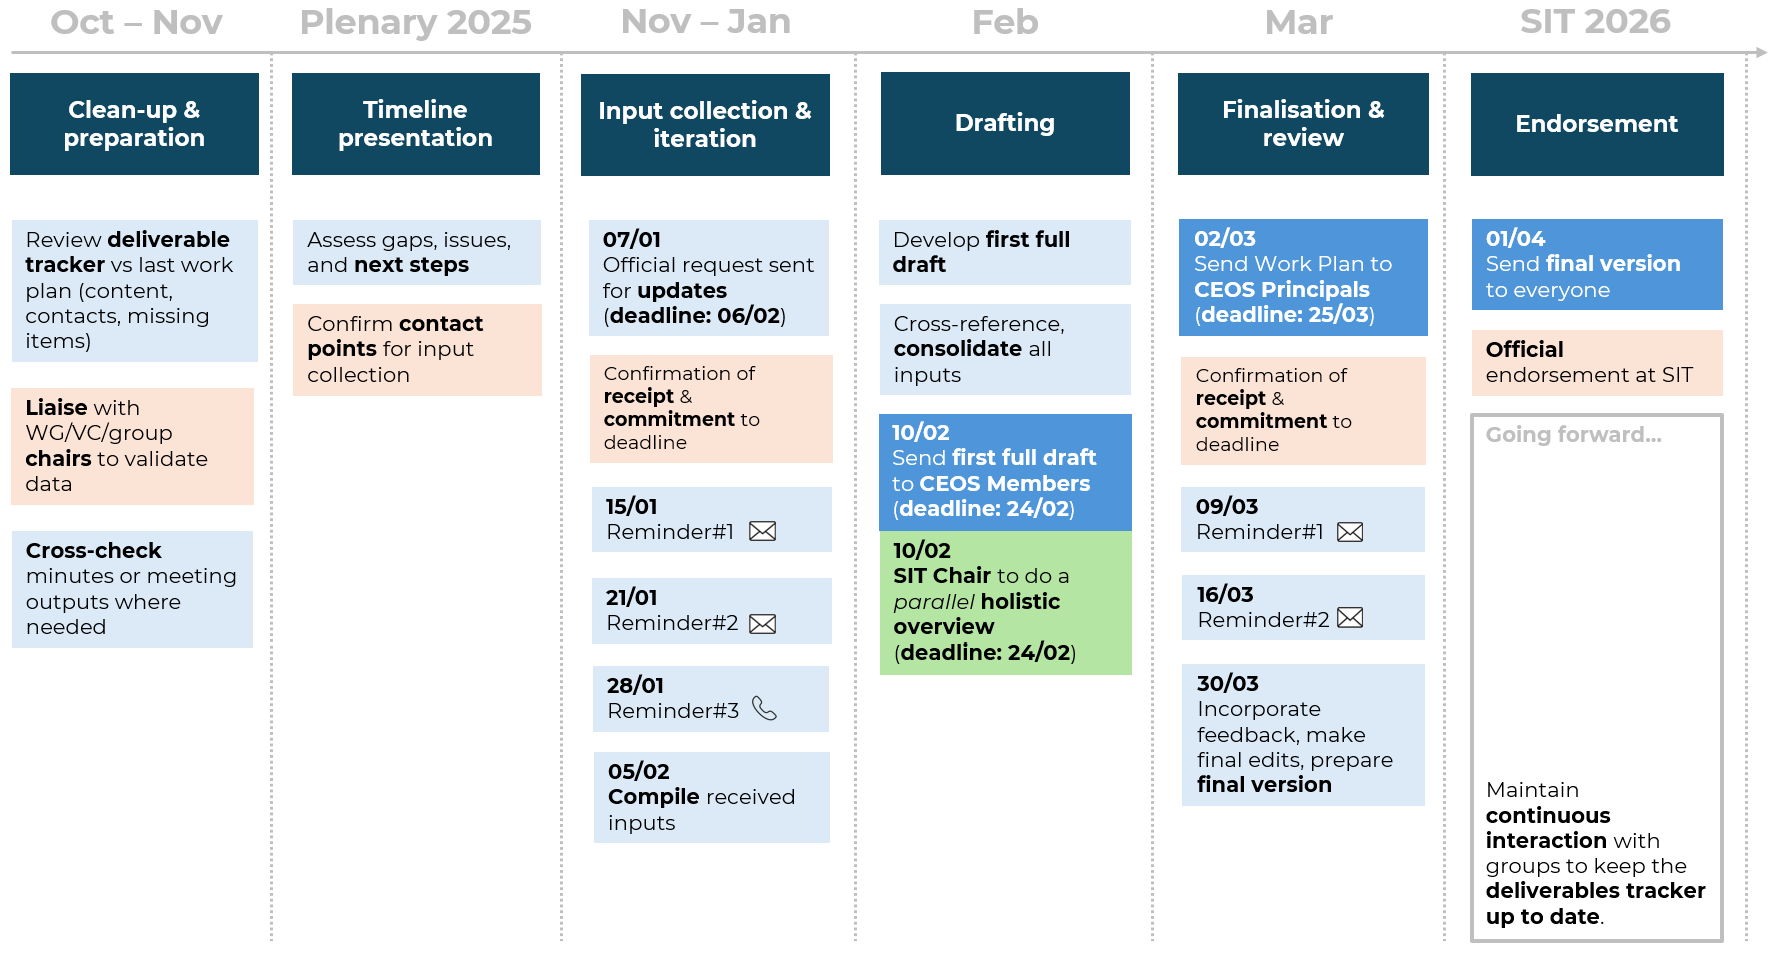 Oct – Nov
Plenary 2025
Nov – Jan
Feb
Mar
SIT 2026
Clean-up &
preparation
Timeline
presentation
Input collection &
iteration
Drafting
Finalisation &
review
Endorsement
Review deliverable
tracker vs last work
plan (content,
contacts, missing
items)
Liaise with
WG/VC/group
chairs to validate
data
Cross-check
minutes or meeting
outputs where
needed
Assess gaps, issues,
and next steps
Confirm contact
points for input
collection
07/01
Official request sent
for updates
(deadline: 06/02)
Confirmation of
receipt &
commitment to
deadline
15/01
Reminder#1
21/01
Reminder#2
28/01
Reminder#3
05/02
Compile received
inputs
Develop first full
draft
Cross-reference,
consolidate all
inputs
10/02
Send first full draft
to CEOS Members
(deadline: 24/02)
10/02
SIT Chair to do a
parallel holistic
overview
(deadline: 24/02)
02/03
Send Work Plan to
CEOS Principals
(deadline: 25/03)
Confirmation of
receipt &
commitment to
deadline
09/03
Reminder#1
16/03
Reminder#2
30/03
Incorporate
feedback, make
final edits, prepare
final version
01/04
Send final version
to everyone
Official
endorsement at SIT
Going forward...
Maintain
continuous
interaction with
groups to keep the
deliverables tracker
up to date.